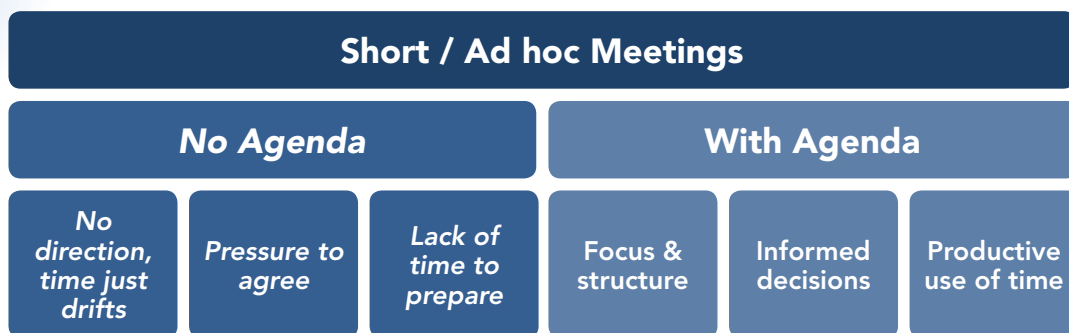 Short / Ad hoc Meetings
No Agenda
With Agenda
No
direction,
time just
drifts
Pressure to
agree
Lack of
time to
prepare
Focus &
structure
Informed
decisions
Productive
use of time